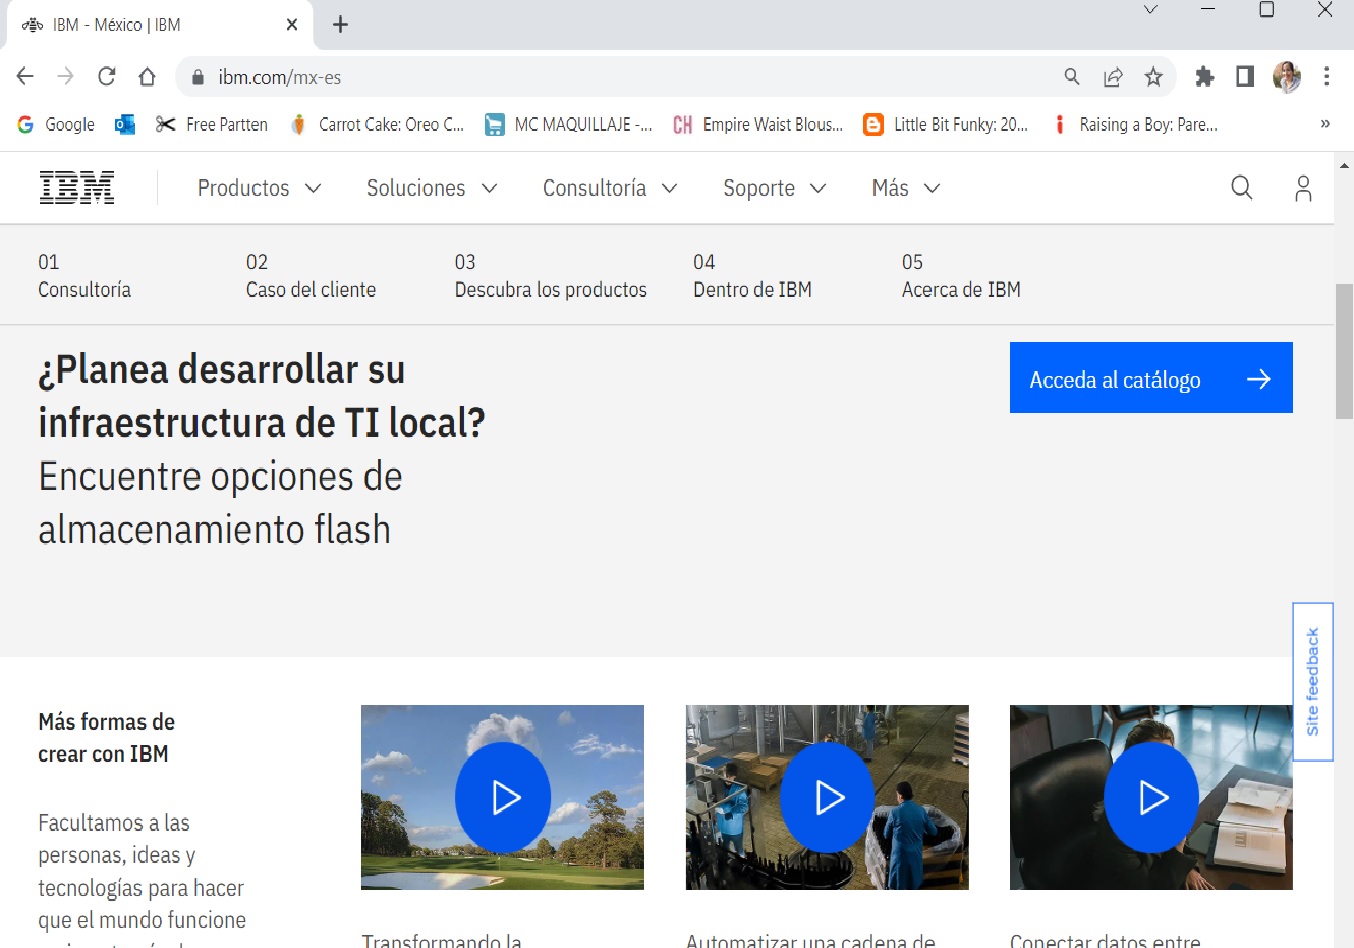 IBM - México | IBM
ibm.com/mx-es
Google
Free Partten
Carrot Cake: Oreo C...
MC MAQUILLAJE -...
CH
Empire Waist Blous...
Little Bit Funky: 20...
Raising a Boy: Pare...
»
IBM
Productos
Soluciones
Consultoría
Soporte
Más
01
Consultoría
02
Caso del cliente
03
Descubra los productos
04
Dentro de IBM
05
Acerca de IBM
¿Planea desarrollar su
infraestructura de TI local?
Encuentre opciones de
almacenamiento flash
Acceda al catálogo
Site feedback
Más formas de
crear con IBM
Facultamos a las
personas, ideas y
tecnologías para hacer
que el mundo funcione
Transformando la
Automatizar una cadena de
Conectar datos entre